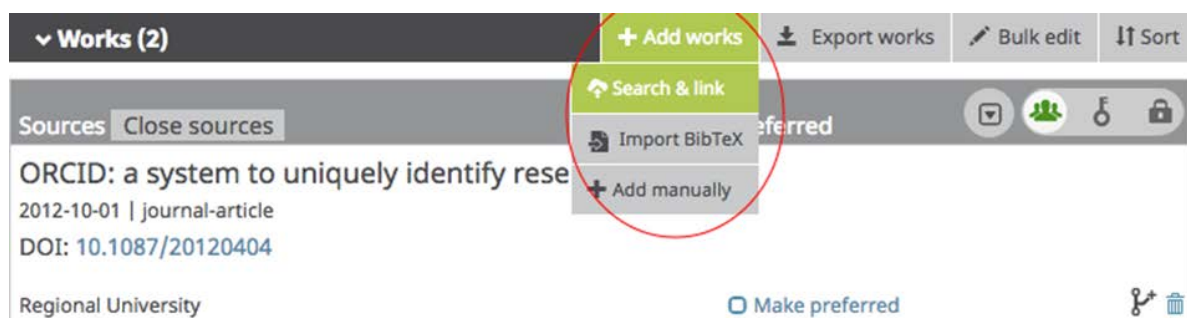 Works (2)
+ Add works
Export works
Bulk edit
Sort
Search & link
Sources Close sources
eferred
Import BibTeX
ORCID: a system to uniquely identify rese
+ Add manually
2012-10-01 | journal-article
DOI: 10.1087/20120404
Regional University
Make preferred